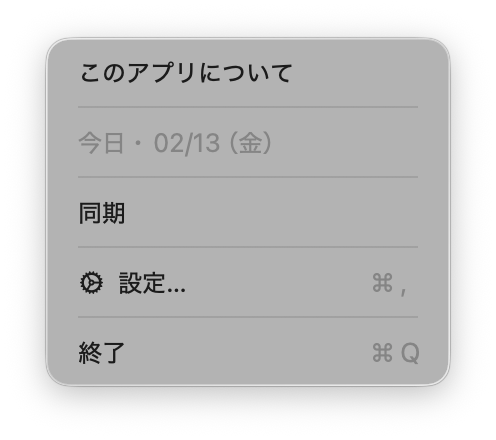 このアプリについて
今日・02/13（金）
同期
設定... ⌘ ,
終了 ⌘ Q